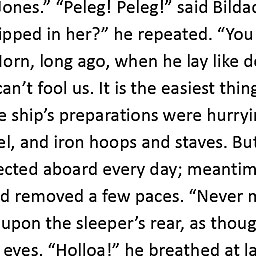 Jones.” “Peleg! Peleg!” said Bildad
ipped in her?” he repeated. “You
Horn, long ago, when he lay like de
can’t fool us. It is the easiest thing
e ship’s preparations were hurryi
el, and iron hoops and staves. But
ected aboard every day; meantim
d removed a few paces. “Never m
upon the sleeper’s rear, as thoug
eyes. “Holloa!” he breathed at la